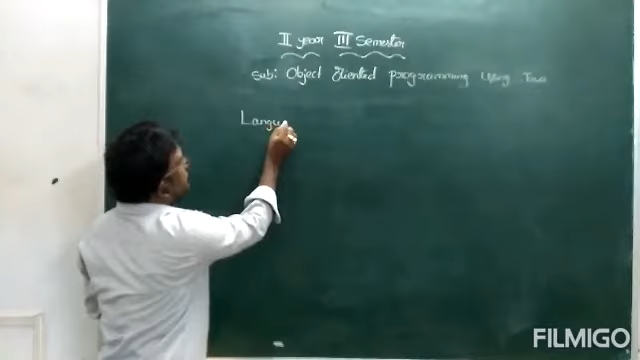 II year III Semester
Sub: Object Oriented programming Using Java
Langu
FILMIGO